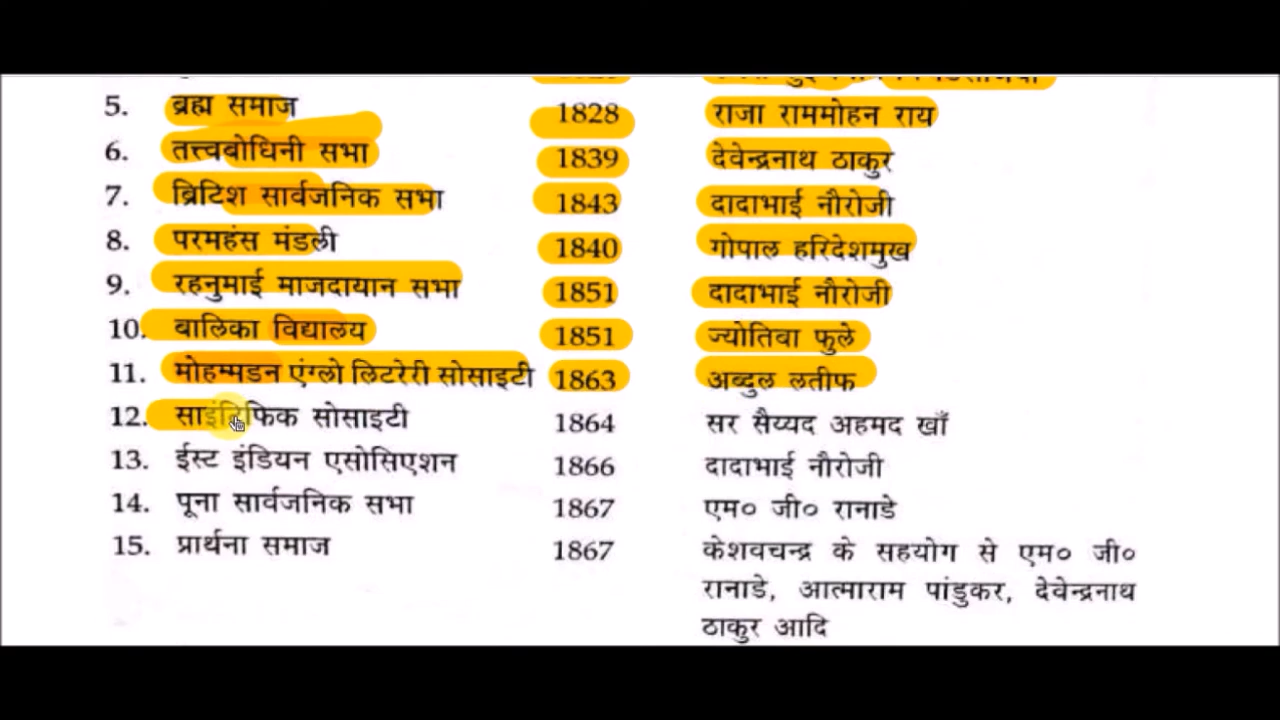 5. ब्रह्म समाज 1828 राजा राममोहन राय
6. तत्त्वबोधिनी सभा 1839 देवेन्द्रनाथ ठाकुर
7. ब्रिटिश सार्वजनिक सभा 1843 दादाभाई नौरोजी
8. परमहंस मंडली 1840 गोपाल हरिदेशमुख
9. रहनुमाई माजदायान सभा 1851 दादाभाई नौरोजी
10. बालिका विद्यालय 1851 ज्योतिबा फुले
11. मोहम्मडन एंग्लो लिटरेरी सोसाइटी 1863 अब्दुल लतीफ
12. साइंटिफिक सोसाइटी 1864 सर सैय्यद अहमद खाँ
13. ईस्ट इंडियन एसोसिएशन 1866 दादाभाई नौरोजी
14. पूना सार्वजनिक सभा 1867 एम० जी० रानाडे
15. प्रार्थना समाज 1867 केशवचन्द्र के सहयोग से एम० जी०
रानाडे, आत्माराम पांडुकर, देवेन्द्रनाथ
ठाकुर आदि